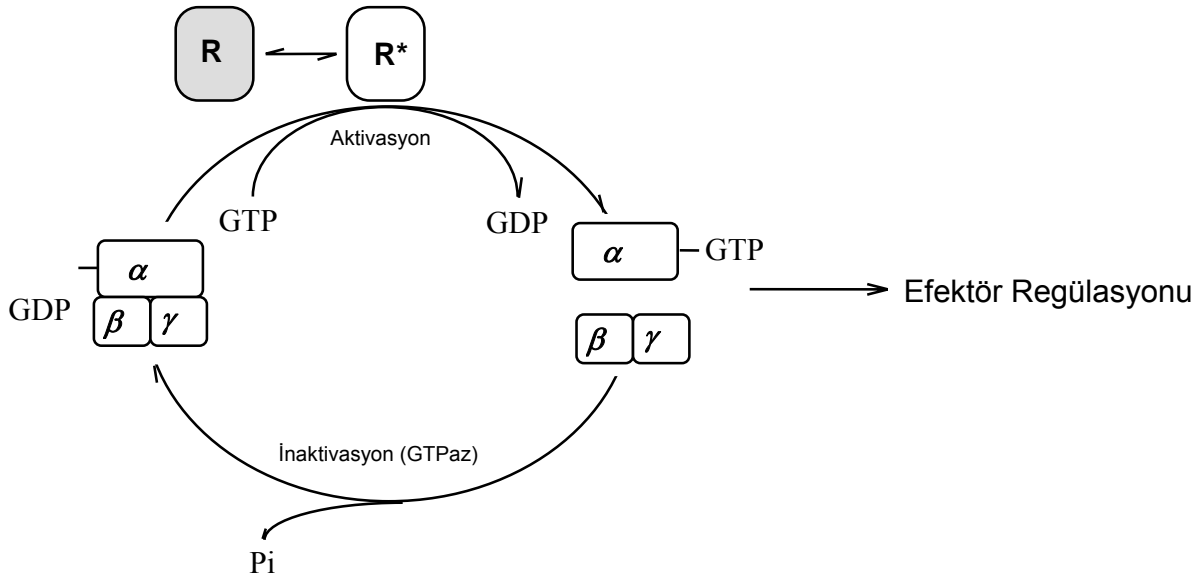 R
R*
Aktivasyon
GTP
GDP
α
GTP
α
GDP
Efektör Regülasyonu
β γ
β γ
İnaktivasyon (GTPaz)
Pi